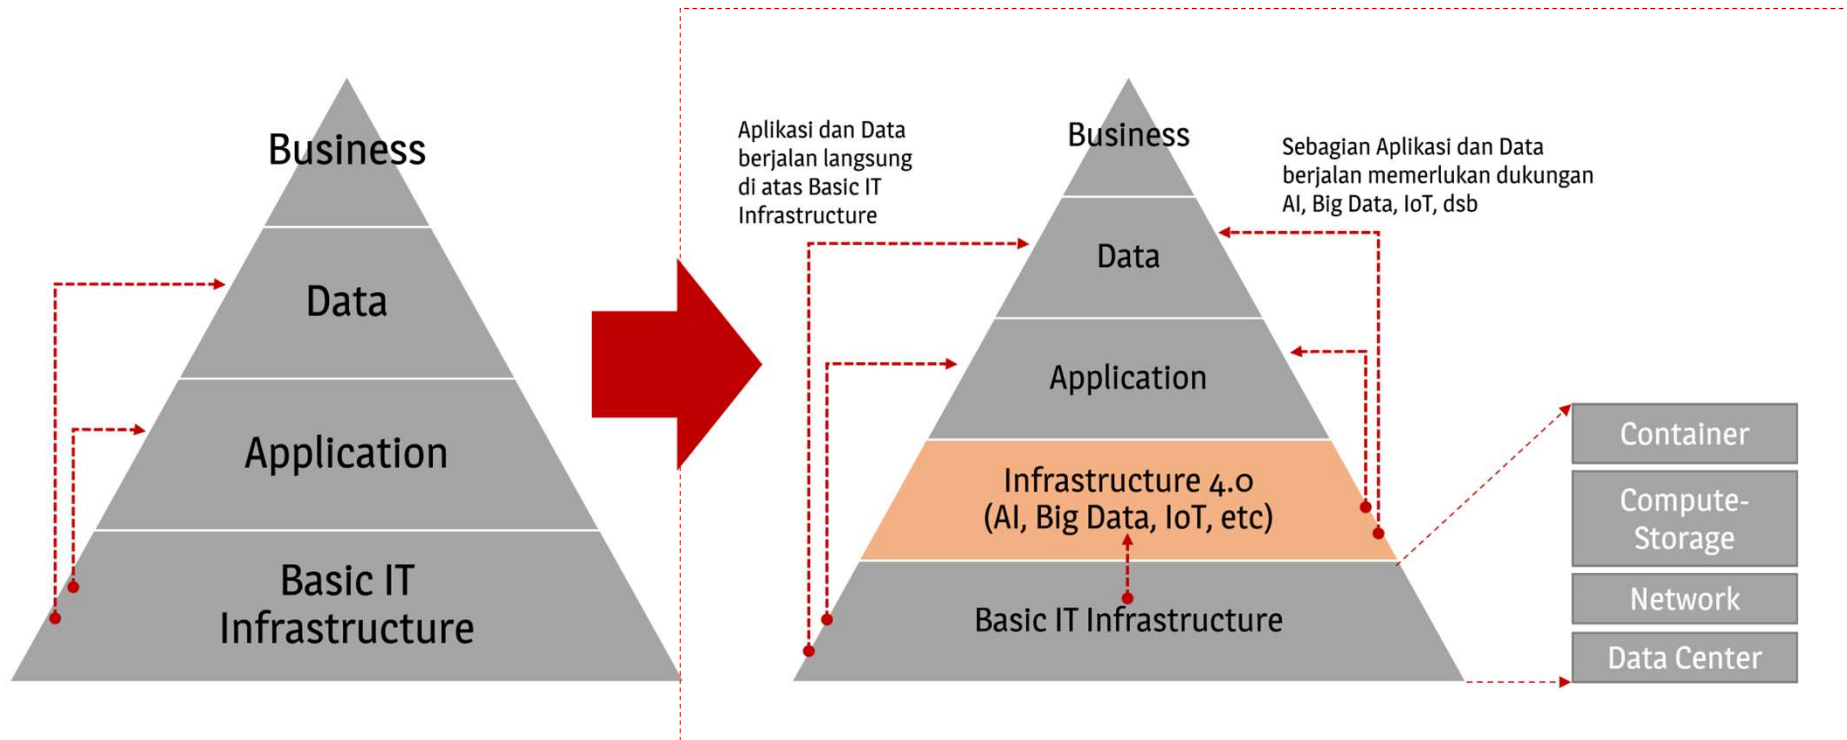 Business
Data
Application
Basic IT
Infrastructure
Aplikasi dan Data
berjalan langsung
di atas Basic IT
Infrastructure
Business
Data
Application
Infrastructure 4.0
(AI, Big Data, IoT, etc)
Basic IT Infrastructure
Sebagian Aplikasi dan Data
berjalan memerlukan dukungan
AI, Big Data, IoT, dsb
Container
Compute-
Storage
Network
Data Center